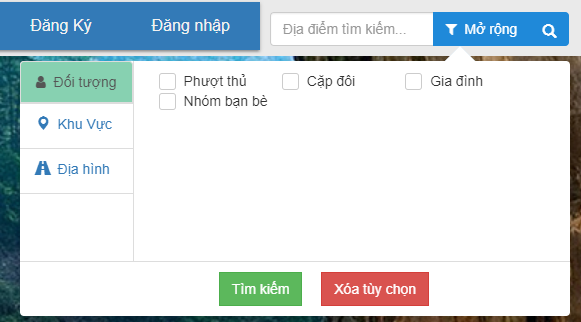 Đăng Ký Đăng nhập Địa điểm tìm kiếm... Mở rộng
Đối tượng Phượt thủ Cặp đôi Gia đình
Nhóm bạn bè
Khu Vực
Địa hình
Tìm kiếm Xóa tùy chọn